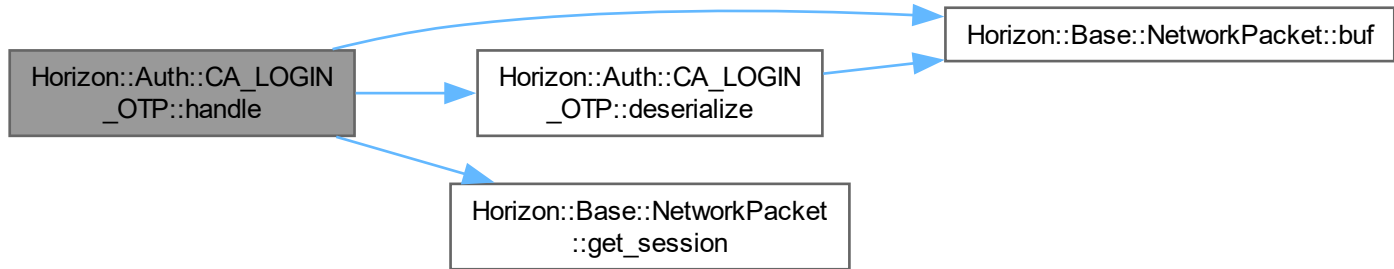 Horizon::Auth::CA_LOGIN
_OTP::handle
Horizon::Auth::CA_LOGIN
_OTP::deserialize
Horizon::Base::NetworkPacket::buf
Horizon::Base::NetworkPacket
::get_session